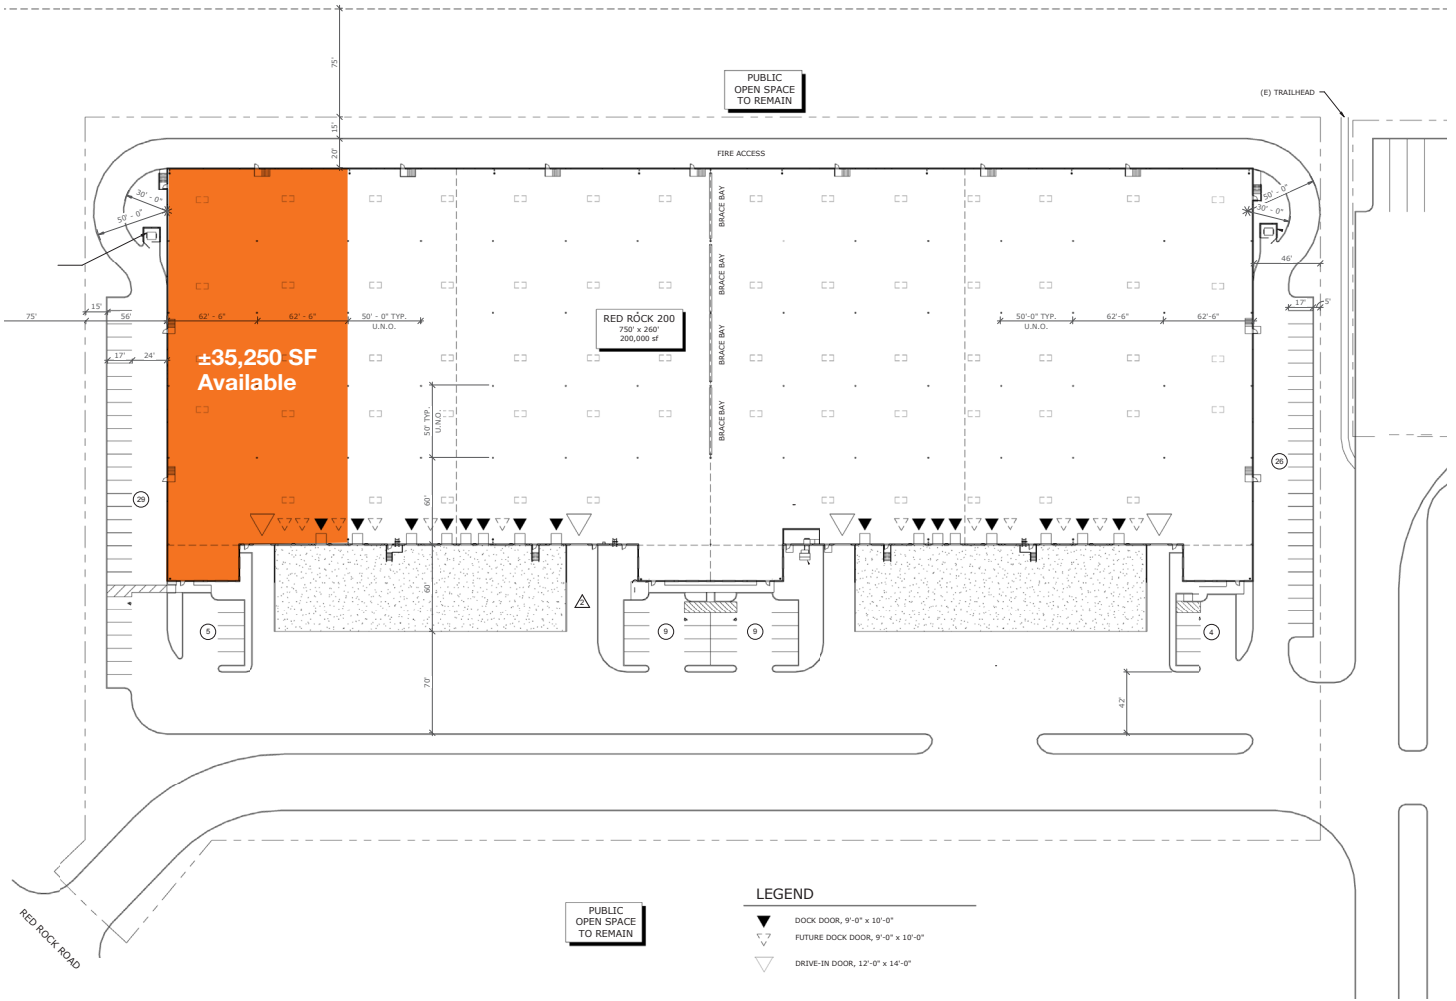 75'
PUBLIC
OPEN SPACE
TO REMAIN
(E) TRAILHEAD
15'
20'
FIRE ACCESS
30' - 0"
50' - 0"
BRACE BAY
BRACE BAY
BRACE BAY
BRACE BAY
50' - 0"
30' - 0"
46'
15'
17'
5'
75'
56'
62' - 6"
62' - 6"
50' - 0" TYP.
U.N.O.
RED ROCK 200
750' x 260'
200,000 sf
50'-0" TYP.
U.N.O.
62'-6"
62'-6"
17'
24'
±35,250 SF
Available
50' TYP.
U.N.O.
29
26
60'
60'
2
5
9
9
4
70'
42'
RED ROCK ROAD
PUBLIC
OPEN SPACE
TO REMAIN
LEGEND
DOCK DOOR, 9'-0" x 10'-0"
FUTURE DOCK DOOR, 9'-0" x 10'-0"
DRIVE-IN DOOR, 12'-0" x 14'-0"